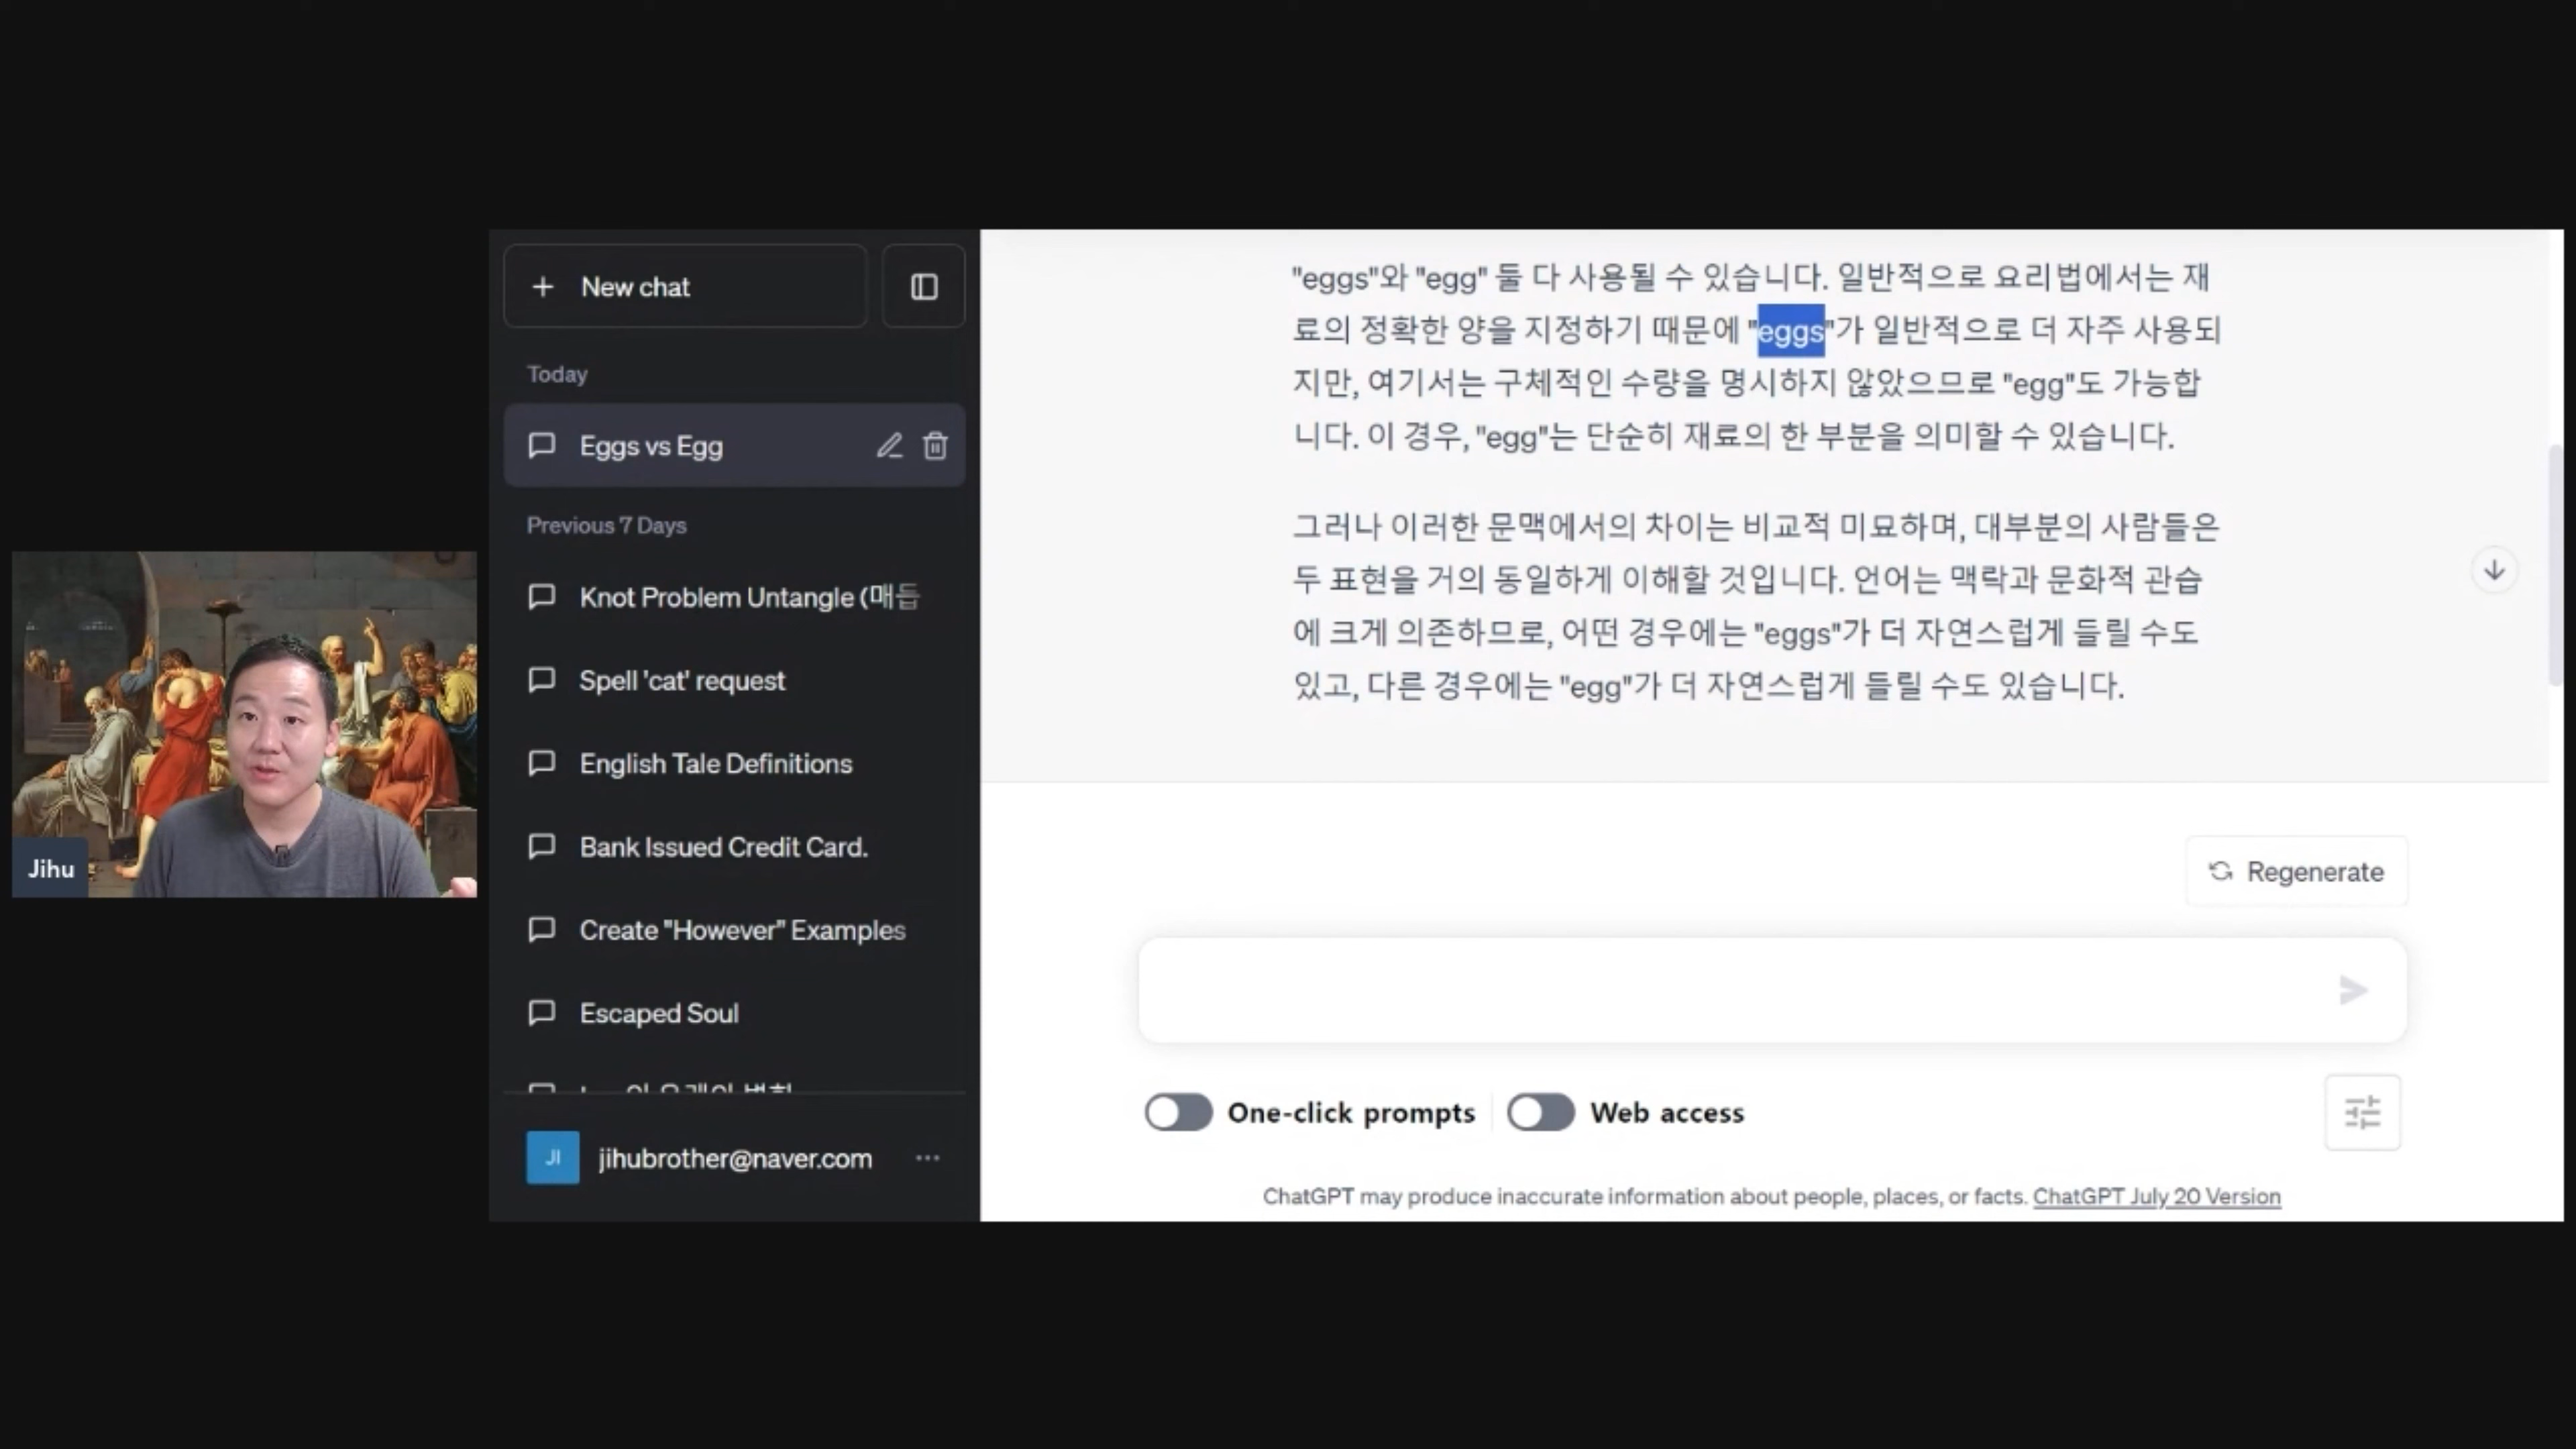 New chat
Today
Eggs vs Egg
Previous 7 Days
Knot Problem Untangle (매듭
Spell 'cat' request
English Tale Definitions
Bank Issued Credit Card.
Create "However" Examples
Escaped Soul
JI
jihubrother@naver.com
Jihu
"eggs"와 "egg" 둘 다 사용될 수 있습니다. 일반적으로 요리법에서는 재
료의 정확한 양을 지정하기 때문에 "eggs"가 일반적으로 더 자주 사용되
지만, 여기서는 구체적인 수량을 명시하지 않았으므로 "egg"도 가능합
니다. 이 경우, "egg"는 단순히 재료의 한 부분을 의미할 수 있습니다.
그러나 이러한 문맥에서의 차이는 비교적 미묘하며, 대부분의 사람들은
두 표현을 거의 동일하게 이해할 것입니다. 언어는 맥락과 문화적 관습
에 크게 의존하므로, 어떤 경우에는 "eggs"가 더 자연스럽게 들릴 수도
있고, 다른 경우에는 "egg"가 더 자연스럽게 들릴 수도 있습니다.
Regenerate
One-click prompts
Web access
ChatGPT may produce inaccurate information about people, places, or facts. ChatGPT July 20 Version